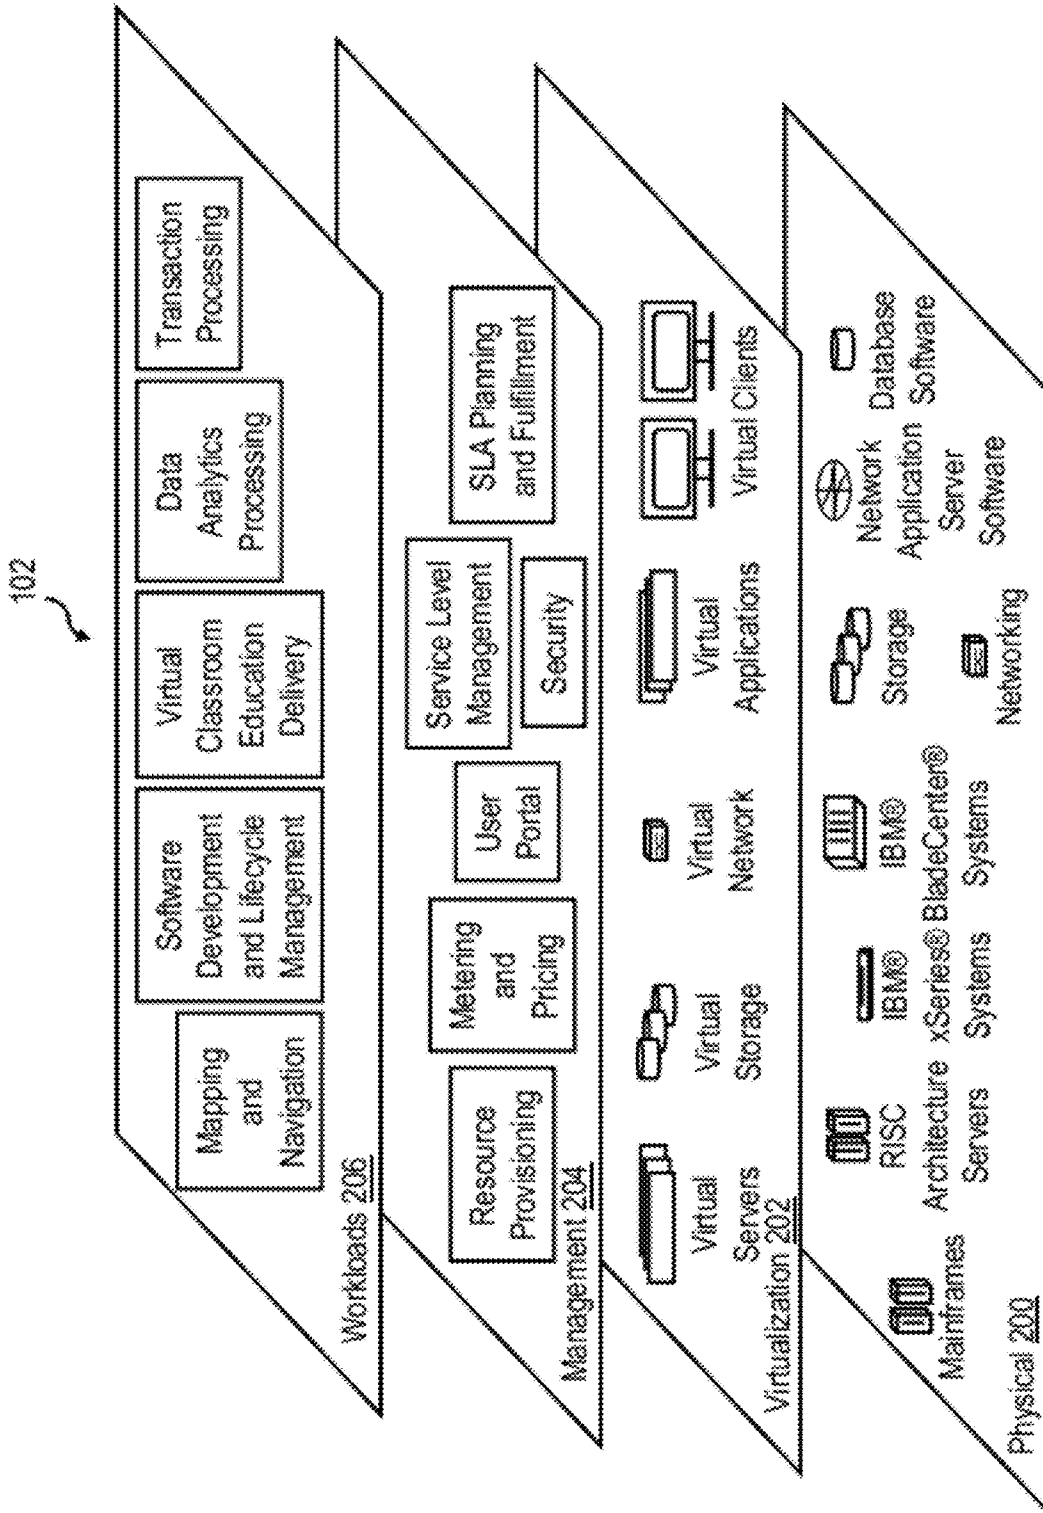 102
Mapping
and
Navigation
Software
Development
and Lifecycle
Management
Virtual
Classroom
Education
Delivery
Data
Analytics
Processing
Transaction
Processing
Workloads 206
Resource
Provisioning
Metering
and
Pricing
User
Portal
Service Level
Management
Security
SLA Planning
and Fulfillment
Management 204
Virtual
Servers
Virtual
Storage
Virtual
Network
Virtual
Applications
Virtual Clients
Virtualization 202
Mainframes
RISC
Architecture
Servers
IBM®
xSeries®
Systems
IBM®
BladeCenter®
Systems
Storage
Networking
Network
Application
Server
Software
Database
Software
Physical 200